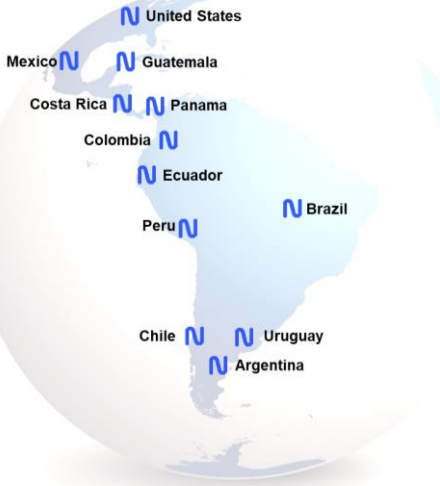 United States
Mexico
Guatemala
Costa Rica
Panama
Colombia
Ecuador
Brazil
Peru
Chile
Uruguay
Argentina